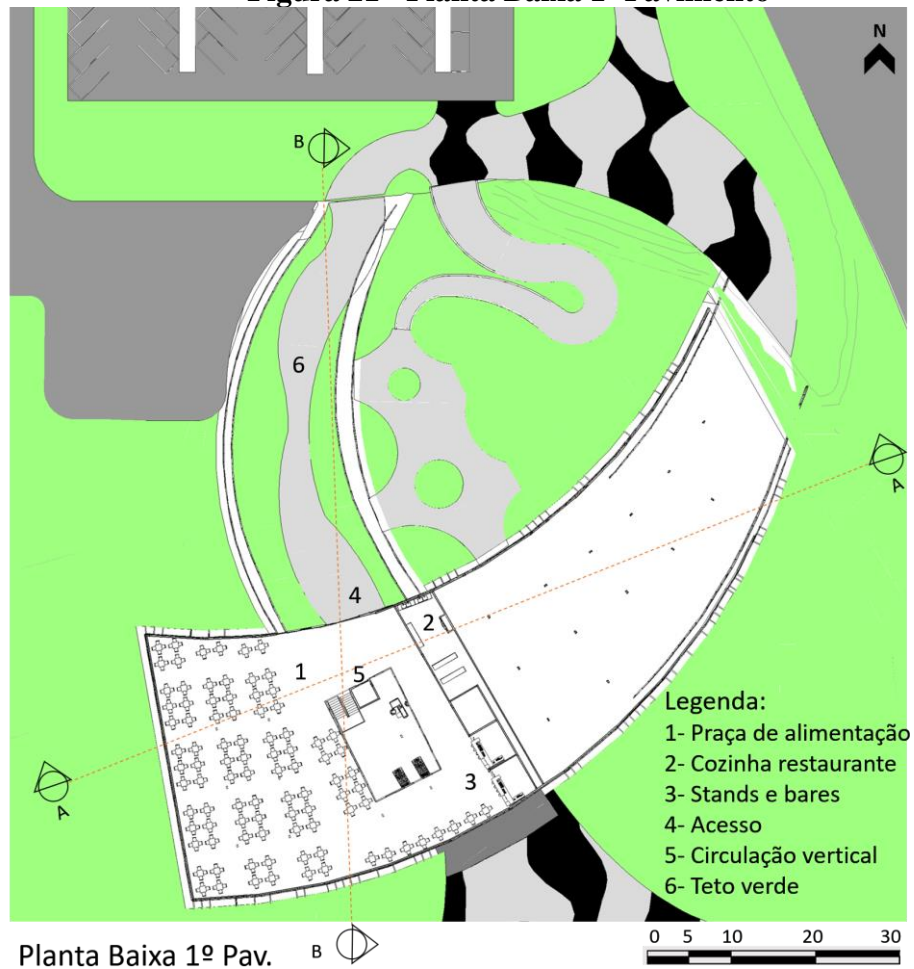 N
B
6
A
4
2
1
5
3
A
Legenda:
1- Praça de alimentação
2- Cozinha restaurante
3- Stands e bares
4- Acesso
5- Circulação vertical
6- Teto verde
Planta Baixa 1º Pav.
B
0 5 10 20 30